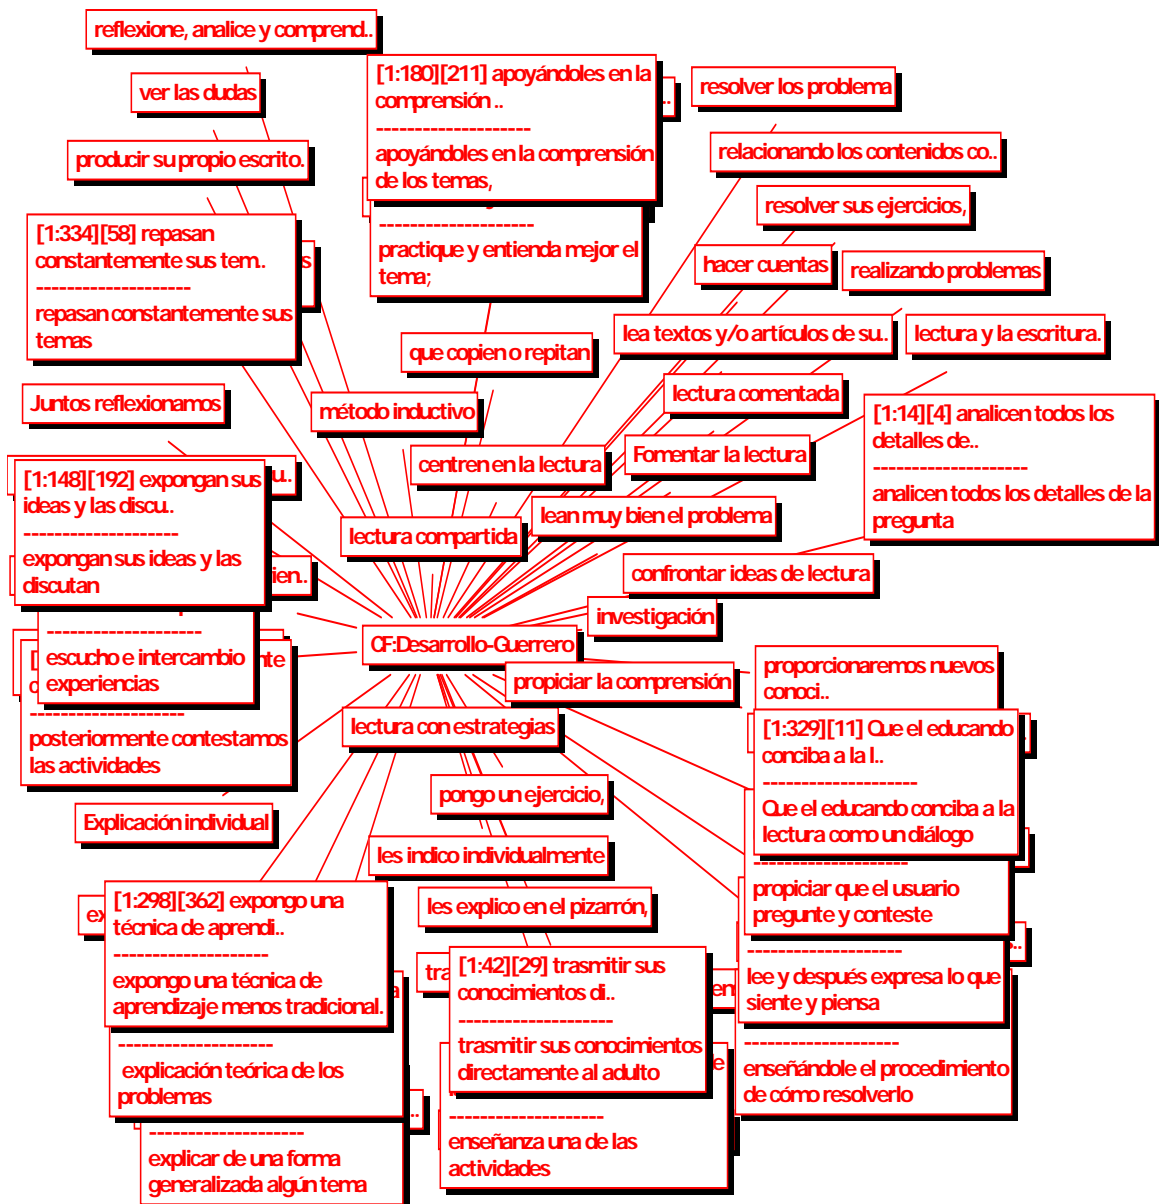 reflexione, analice y comprend..
ver las dudas
producir su propio escrito.
[1:180][211] apoyándoles en la
comprensión ..
--------------------
apoyándoles en la comprensión
de los temas,
--------------------
practique y entienda mejor el
tema;
resolver los problema
relacionando los contenidos co..
resolver sus ejercicios,
hacer cuentas
realizando problemas
[1:334][58] repasan
constantemente sus tem..
--------------------
repasan constantemente sus
temas
que copien o repitan
lea textos y/o artículos de su..
lectura y la escritura.
Juntos reflexionamos
método inductivo
lectura comentada
[1:14][4] analicen todos los
detalles de..
--------------------
analicen todos los detalles de la
pregunta
centren en la lectura
Fomentar la lectura
[1:148][192] expongan sus
ideas y las discu..
--------------------
expongan sus ideas y las
discutan
lectura compartida
lean muy bien el problema
confrontar ideas de lectura
investigación
--------------------
escucho e intercambio
experiencias
CF:Desarrollo-Guerrero
propiciar la comprensión
proporcionaremos nuevos
conoci..
--------------------
posteriormente contestamos
las actividades
lectura con estrategias
[1:329][11] Que el educando
conciba a la l..
--------------------
Que el educando conciba a la
lectura como un diálogo
Explicación individual
pongo un ejercicio,
les indico individualmente
--------------------
propiciar que el usuario
pregunte y conteste
[1:298][362] expongo una
técnica de aprendi..
--------------------
expongo una técnica de
aprendizaje menos tradicional.
les explico en el pizarrón,
--------------------
lee y después expresa lo que
siente y piensa
[1:42][29] trasmitir sus
conocimientos di..
--------------------
trasmitir sus conocimientos
directamente al adulto
--------------------
explicación teórica de los
problemas
--------------------
enseñándole el procedimiento
de cómo resolverlo
--------------------
enseñanza una de las
actividades
--------------------
explicar de una forma
generalizada algún tema